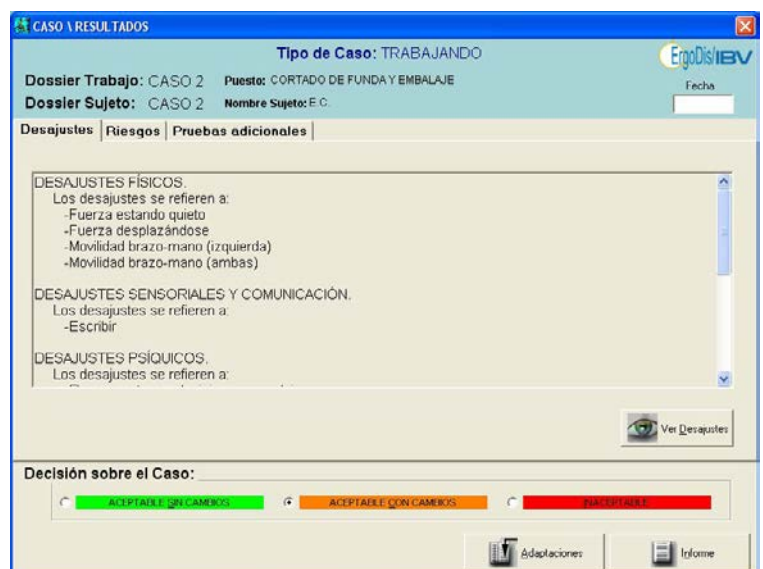 CASO \ RESULTADOS
Tipo de Caso: TRABAJANDO
ErgoDis/IBV
Dossier Trabajo: CASO 2 Puesto: CORTADO DE FUNDA Y EMBALAJE
Fecha
Dossier Sujeto: CASO 2 Nombre Sujeto: E.C.
Desajustes Riesgos Pruebas adicionales
DESAJUSTES FÍSICOS.
Los desajustes se refieren a:
-Fuerza estando quieto
-Fuerza desplazándose
-Movilidad brazo-mano (izquierda)
-Movilidad brazo-mano (ambas)
DESAJUSTES SENSORIALES Y COMUNICACIÓN.
Los desajustes se refieren a:
-Escribir
DESAJUSTES PSÍQUICOS.
Los desajustes se refieren a:
Ver Desajustes
Decisión sobre el Caso:
ACEPTABLE SIN CAMBIOS ACEPTABLE CON CAMBIOS INACEPTABLE
Adaptaciones Informe